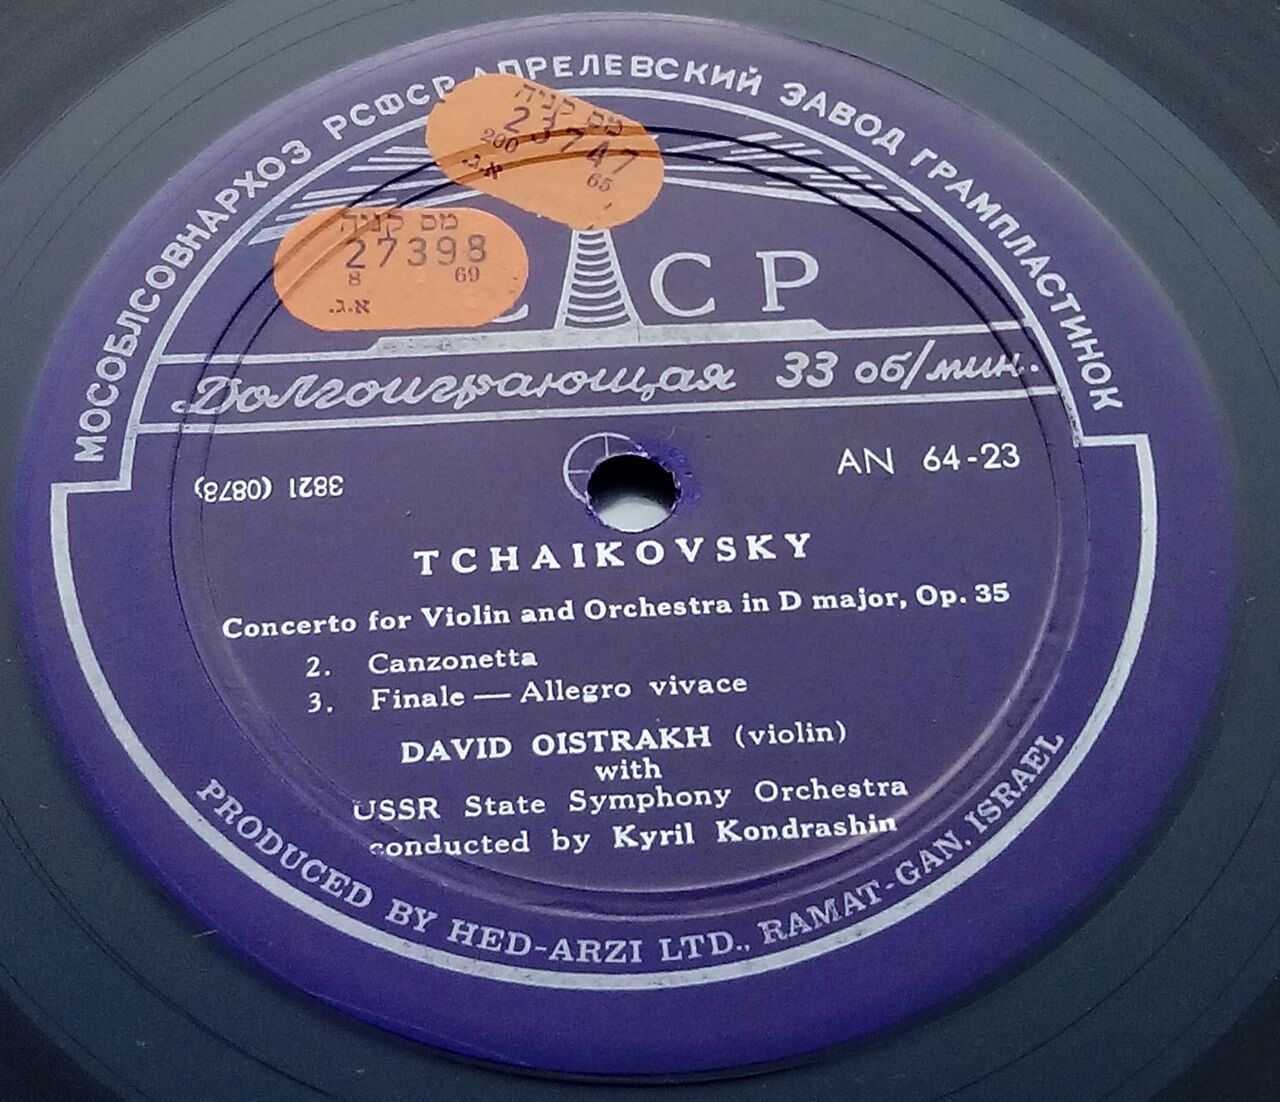 МОСОБЛСОВНАРХОЗ РСФСР АПРЕЛЕВСКИЙ ЗАВОД ГРАМПЛАСТИНОК
מס קניה
23747
200
65
א.ג.
מס קניה
27398
8
69
א.ג.
СР
Долгоиграющая 33 об/мин.
3821 (0878)
AN 64-23
TCHAIKOVSKY
Concerto for Violin and Orchestra in D major, Op. 35
2. Canzonetta
3. Finale — Allegro vivace
DAVID OISTRAKH (violin)
with
USSR State Symphony Orchestra
conducted by Kyril Kondrashin
PRODUCED BY HED-ARZI LTD., RAMAT-GAN, ISRAEL